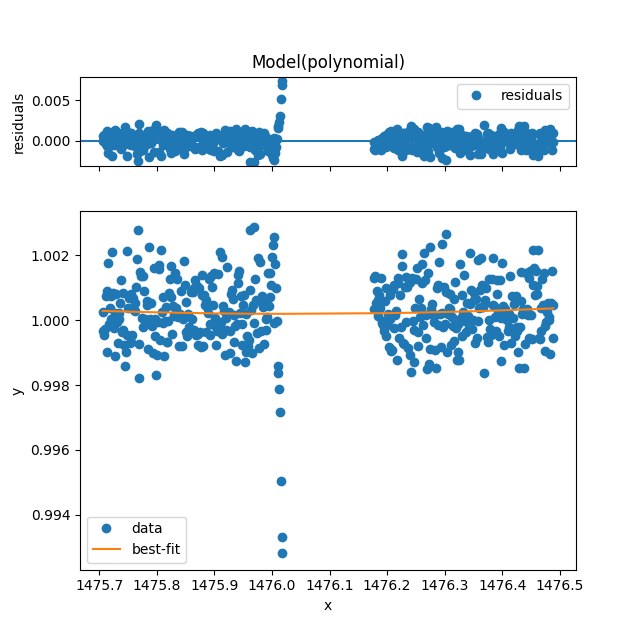 Model(polynomial)
residuals
0.005
0.000
residuals
1.002
1.000
0.998
0.996
0.994
y
data
best-fit
1475.7 1475.8 1475.9 1476.0 1476.1 1476.2 1476.3 1476.4 1476.5
x